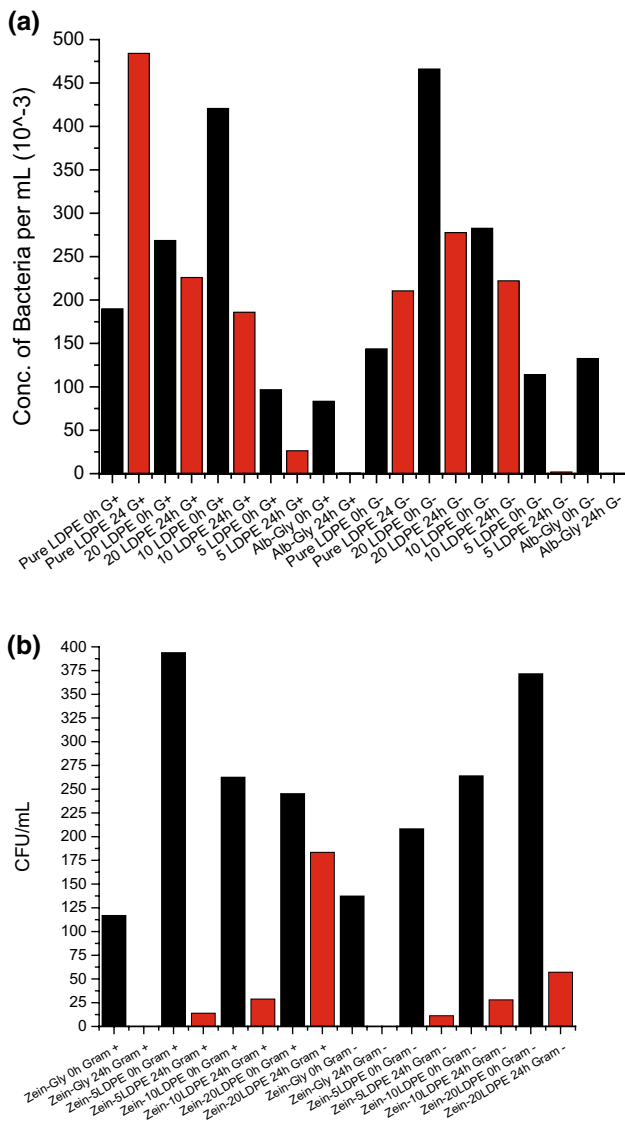 (a)
Conc. of Bacteria per mL (10^-3)
500
450
400
350
300
250
200
150
100
50
0
Pure LDPE 0h G+
Pure LDPE 24 G+
20 LDPE 0h G+
20 LDPE 24h G+
10 LDPE 0h G+
10 LDPE 24h G+
5 LDPE 0h G+
5 LDPE 24h G+
Alb-Gly 0h G+
Alb-Gly 24h G+
Pure LDPE 0h G-
Pure LDPE 24 G-
20 LDPE 0h G-
20 LDPE 24h G-
10 LDPE 0h G-
10 LDPE 24h G-
5 LDPE 0h G-
5 LDPE 24h G-
Alb-Gly 0h G-
Alb-Gly 24h G-
(b)
CFU/mL
400
375
350
325
300
275
250
225
200
175
150
125
100
75
50
25
0
Zein-Gly 0h Gram +
Zein-Gly 24h Gram +
Zein-5LDPE 0h Gram +
Zein-5LDPE 24h Gram +
Zein-10LDPE 0h Gram +
Zein-10LDPE 24h Gram +
Zein-20LDPE 0h Gram +
Zein-20LDPE 24h Gram +
Zein-Gly 0h Gram -
Zein-Gly 24h Gram -
Zein-5LDPE 0h Gram -
Zein-5LDPE 24h Gram -
Zein-10LDPE 0h Gram -
Zein-10LDPE 24h Gram -
Zein-20LDPE 0h Gram -
Zein-20LDPE 24h Gram -